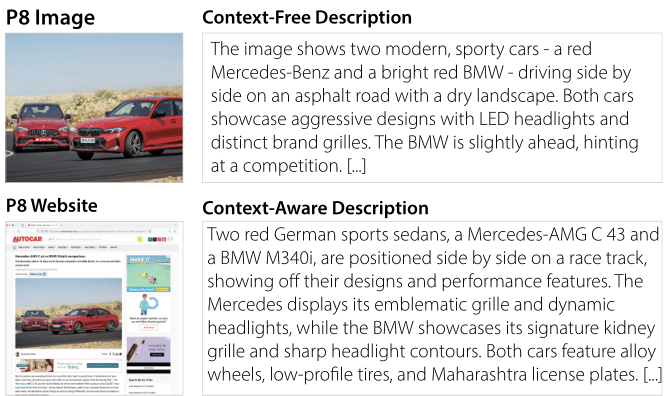 P8 Image
Context-Free Description
The image shows two modern, sporty cars - a red
Mercedes-Benz and a bright red BMW - driving side by
side on an asphalt road with a dry landscape. Both cars
showcase aggressive designs with LED headlights and
distinct brand grilles. The BMW is slightly ahead, hinting
at a competition. [...]
P8 Website
AUTOCAR
Context-Aware Description
Two red German sports sedans, a Mercedes-AMG C 43 and
a BMW M340i, are positioned side by side on a race track,
showing off their designs and performance features. The
Mercedes displays its emblematic grille and dynamic
headlights, while the BMW showcases its signature kidney
grille and sharp headlight contours. Both cars feature alloy
wheels, low-profile tires, and Maharashtra license plates. [...]